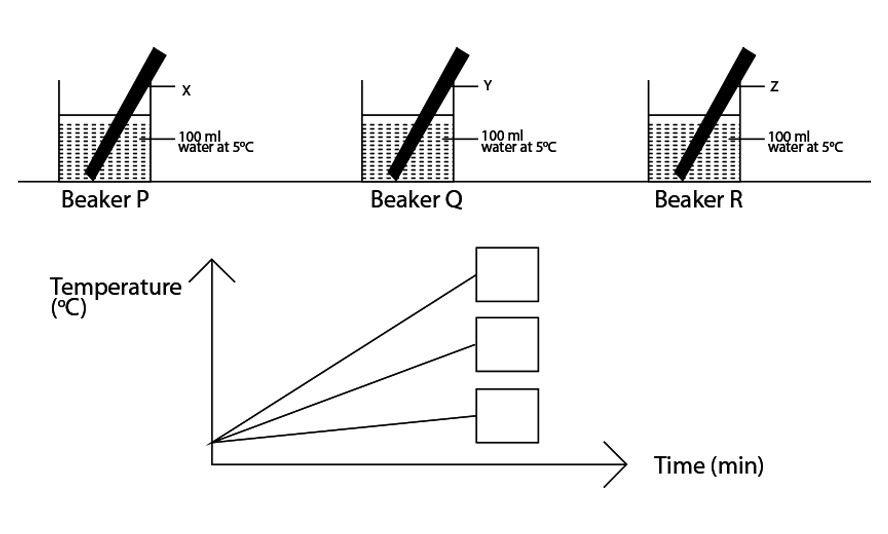 X
100 ml
water at 5ºC
Y
100 ml
water at 5ºC
Z
100 ml
water at 5ºC
Beaker P
Beaker Q
Beaker R
Temperature
(ºC)
Time (min)